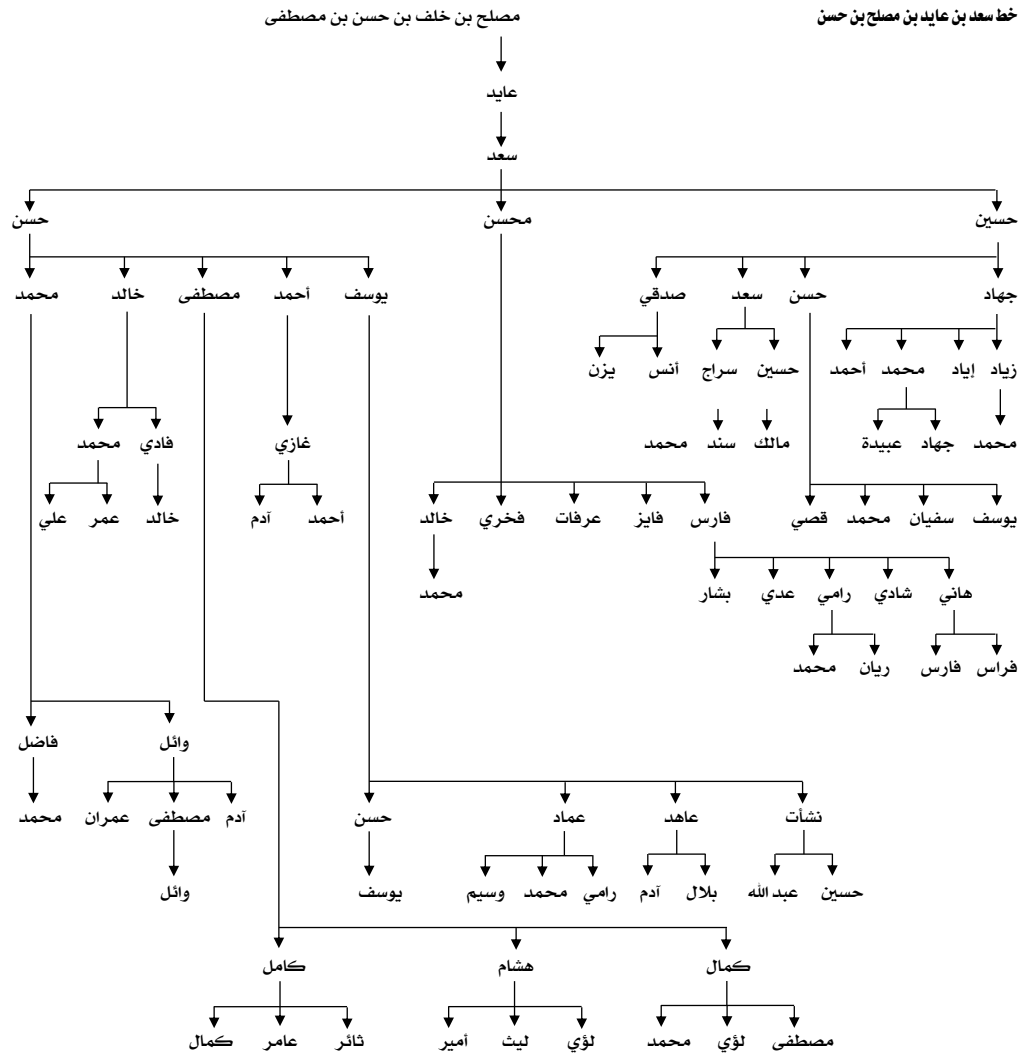 خط سعد بن عايد بن مصلح بن حسن
مصلح بن خلف بن حسن بن مصطفى
عايد
سعد
حسين محسن حسن
جهاد حسن سعد صدقي يوسف أحمد مصطفى خالد محمد
زياد إياد محمد أحمد حسين سراج أنس يزن
محمد جهاد عبيدة مالك سند محمد غازي فادي محمد
يوسف سفيان محمد قصي فارس فايز عرفات فخري خالد أحمد آدم خالد عمر علي
هاني شادي رامي عدي بشار محمد
فراس فارس ريان محمد
وائل فاضل
نشأت عاهد عماد حسن آدم مصطفى عمران محمد
حسين عبد الله بلال آدم رامي محمد وسيم يوسف وائل
كمال هشام كامل
مصطفى لؤي محمد لؤي ليث أمير ثائر عامر كمال